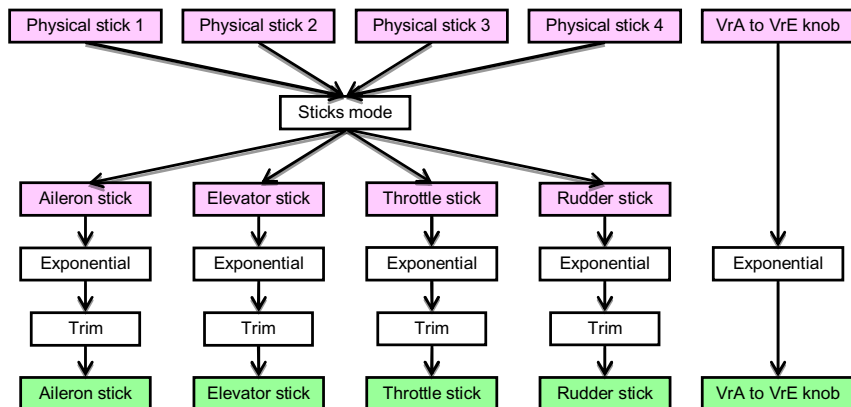 Physical stick 1
Physical stick 2
Physical stick 3
Physical stick 4
VrA to VrE knob
Sticks mode
Aileron stick
Elevator stick
Throttle stick
Rudder stick
Exponential
Exponential
Exponential
Exponential
Exponential
Trim
Trim
Trim
Trim
Aileron stick
Elevator stick
Throttle stick
Rudder stick
VrA to VrE knob